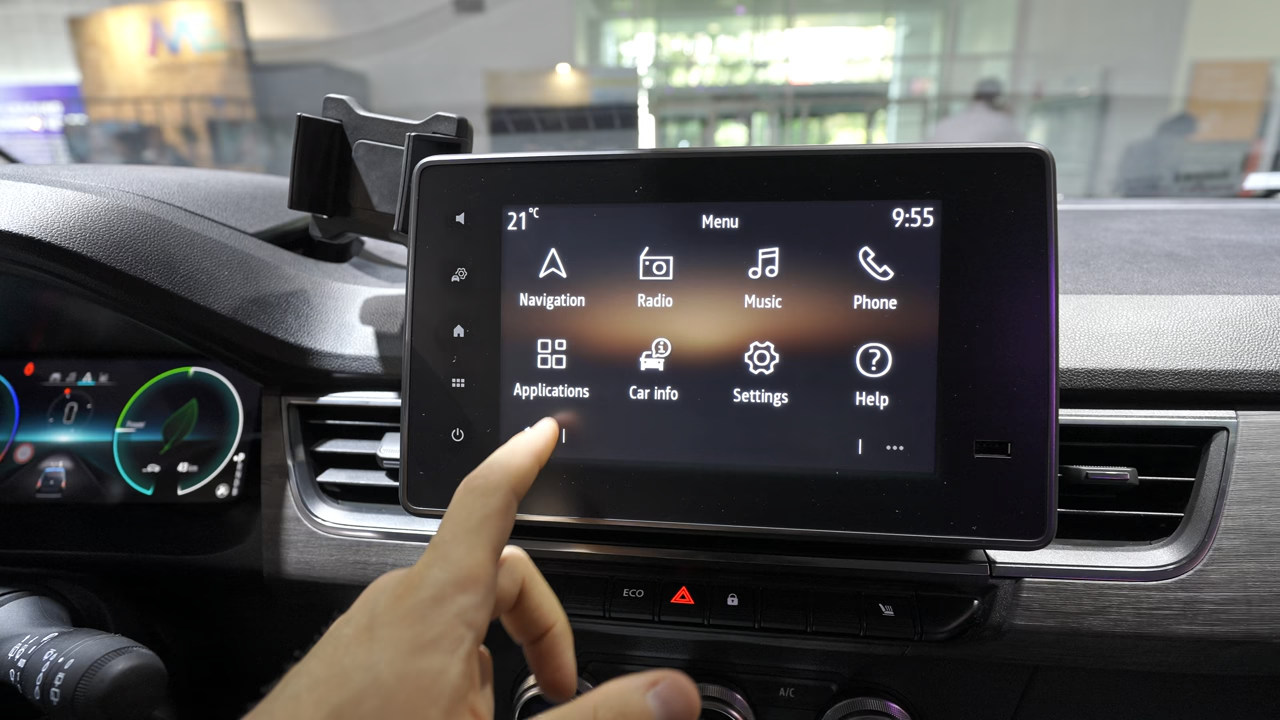 21°C
Menu
9:55
Navigation
Radio
Music
Phone
Applications
Car info
Settings
Help
ECO
A/C